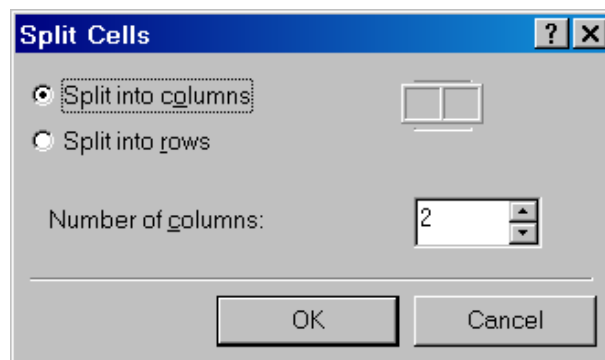 Split Cells
Split into columns
Split into rows
Number of columns: 2
OK Cancel